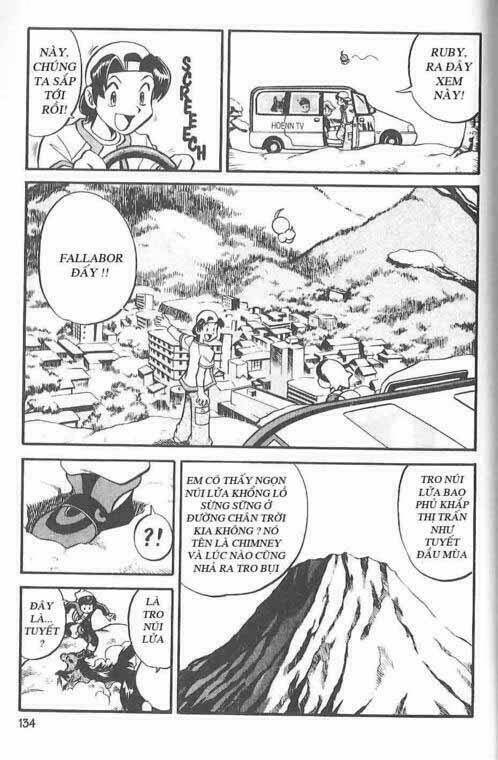 NÀY,
CHÚNG
TA SẮP
TỚI
RỒI!
SCREEECH
RUBY,
RA ĐÂY
XEM
NÀY!
HOENN TV
FALLABOR
ĐẤY !!
?!
EM CÓ THẤY NGỌN
NÚI LỬA KHỔNG LỒ
SỪNG SỮNG Ở
ĐƯỜNG CHÂN TRỜI
KIA KHÔNG ? NÓ
TÊN LÀ CHIMNEY
VÀ LÚC NÀO CŨNG
NHẢ RA TRO BỤI
TRO NÚI
LỬA BAO
PHỦ KHẮP
THỊ TRẤN
NHƯ
TUYẾT
ĐẦU MÙA
ĐÂY
LÀ...
TUYẾT
?
LÀ
TRO
NÚI
LỬA
134